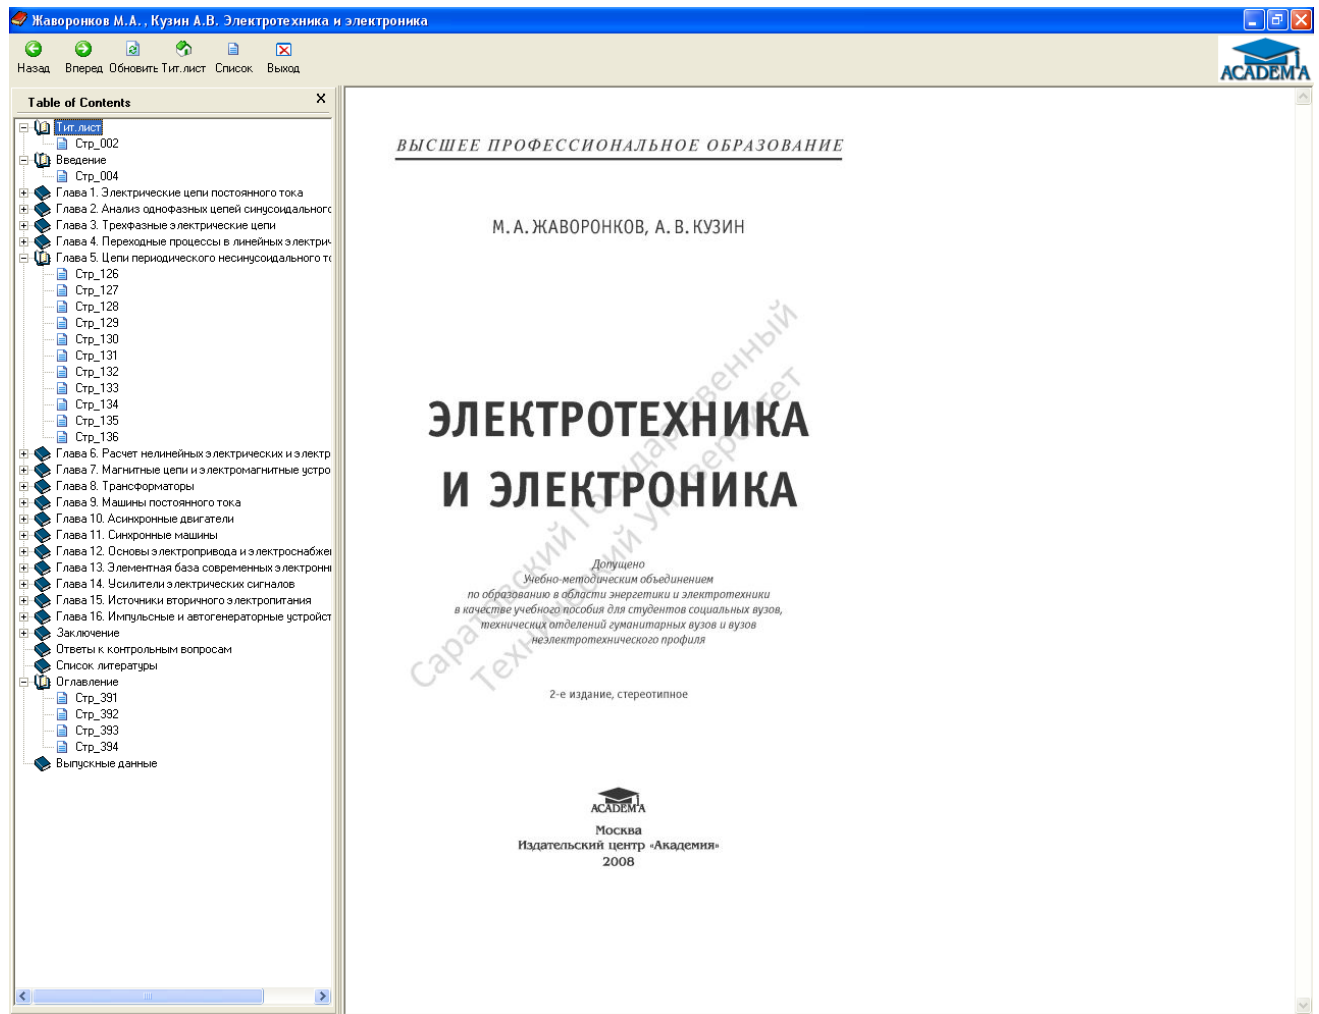 Жаворонков М.А., Кузин А.В. Электротехника и электроника
Назад Вперед Обновить Тит.лист Список Выход
ACADEMA
Table of Contents X
Тит.лист
Стр_002
Введение
Стр_004
Глава 1. Электрические цепи постоянного тока
Глава 2. Анализ однофазных цепей синусоидального
Глава 3. Трехфазные электрические цепи
Глава 4. Переходные процессы в линейных электрич
Глава 5. Цепи периодического несинусоидального то
Стр_126
Стр_127
Стр_128
Стр_129
Стр_130
Стр_131
Стр_132
Стр_133
Стр_134
Стр_135
Стр_136
Глава 6. Расчет нелинейных электрических и электр
Глава 7. Магнитные цепи и электромагнитные устро
Глава 8. Трансформаторы
Глава 9. Машины постоянного тока
Глава 10. Асинхронные двигатели
Глава 11. Синхронные машины
Глава 12. Основы электропривода и электроснабже
Глава 13. Элементная база современных электронн
Глава 14. Усилители электрических сигналов
Глава 15. Источники вторичного электропитания
Глава 16. Импульсные и автогенераторные устройст
Заключение
Ответы к контрольным вопросам
Список литературы
Оглавление
Стр_391
Стр_392
Стр_393
Стр_394
Выпускные данные
ВЫСШЕЕ ПРОФЕССИОНАЛЬНОЕ ОБРАЗОВАНИЕ
М. А. ЖАВОРОНКОВ, А. В. КУЗИН
ЭЛЕКТРОТЕХНИКА
И ЭЛЕКТРОНИКА
Саратовский Государственный
Технический Университет
Допущено
Учебно-методическим объединением
по образованию в области энергетики и электротехники
в качестве учебного пособия для студентов социальных вузов,
технических отделений гуманитарных вузов и вузов
неэлектротехнического профиля
2-е издание, стереотипное
ACADEMA
Москва
Издательский центр «Академия»
2008